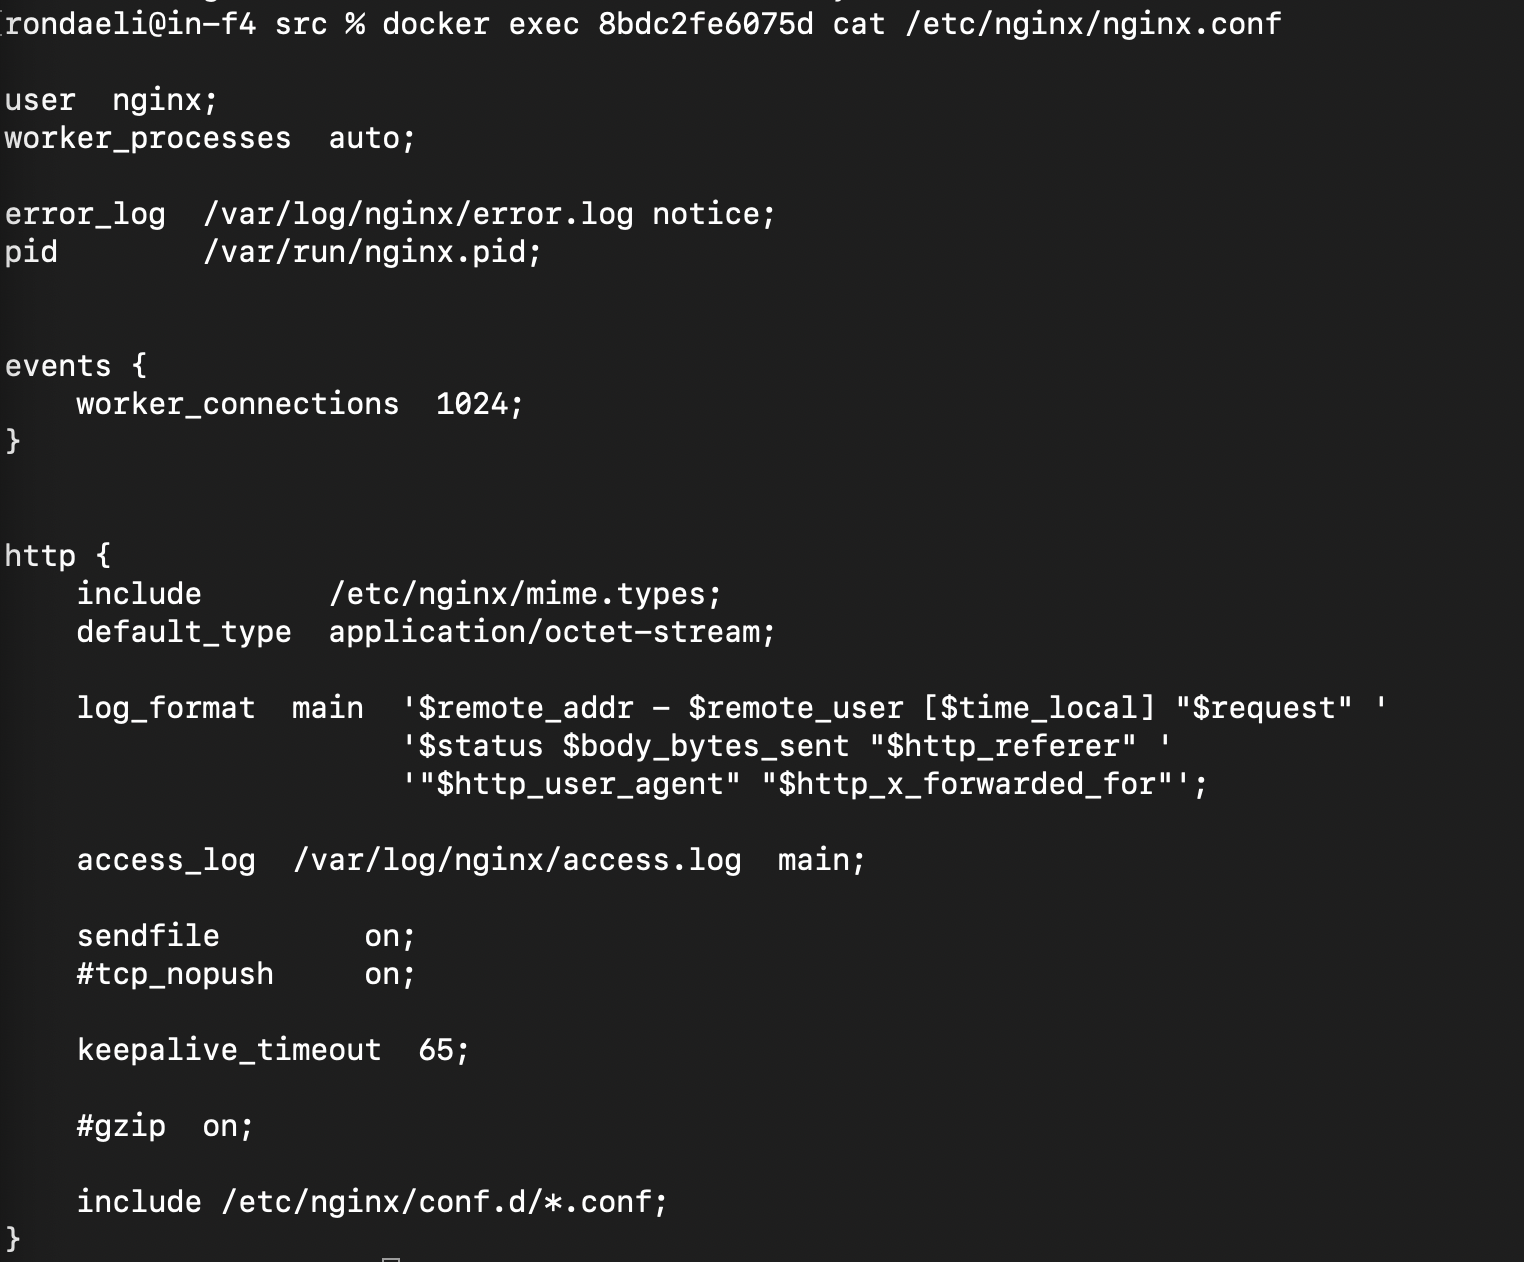 rondaeli@in-f4 src % docker exec 8bdc2fe6075d cat /etc/nginx/nginx.conf
user  nginx;
worker_processes  auto;
error_log  /var/log/nginx/error.log notice;
pid        /var/run/nginx.pid;
events {
    worker_connections  1024;
}
http {
    include       /etc/nginx/mime.types;
    default_type  application/octet-stream;
    log_format  main  '$remote_addr - $remote_user [$time_local] "$request" '
                      '$status $body_bytes_sent "$http_referer" '
                      '"$http_user_agent" "$http_x_forwarded_for"';
    access_log  /var/log/nginx/access.log  main;
    sendfile        on;
    #tcp_nopush     on;
    keepalive_timeout  65;
    #gzip  on;
    include /etc/nginx/conf.d/*.conf;
}